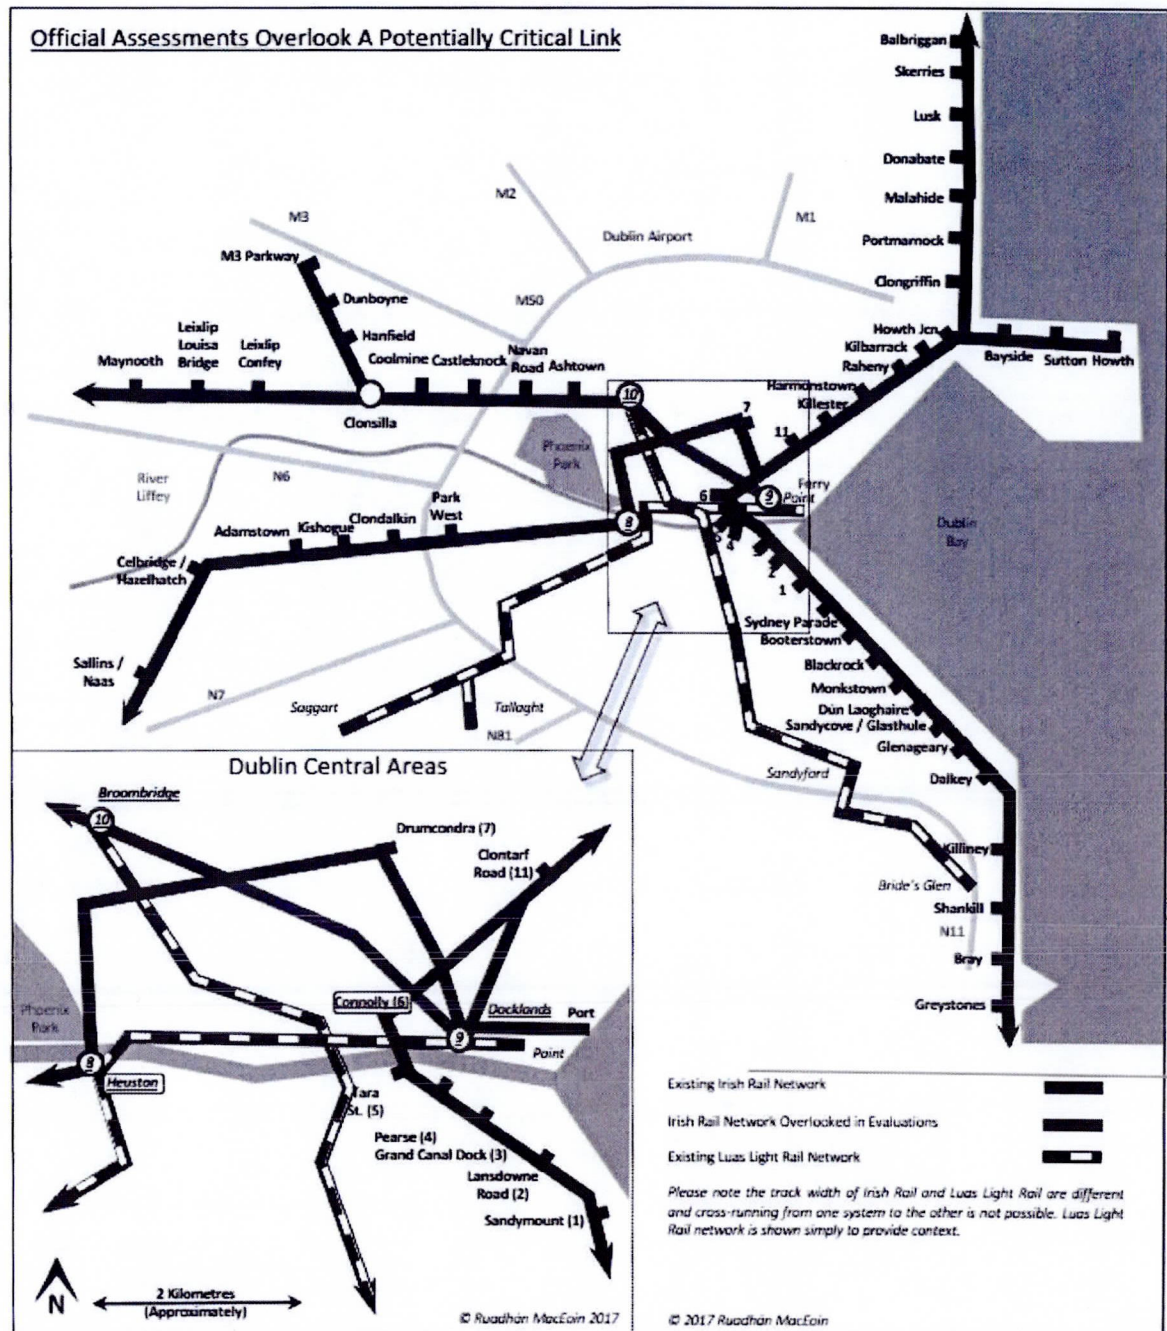 Official Assessments Overlook A Potentially Critical Link
Balbriggan
Skerries
Lusk
Donabate
Malahide
Portmarnock
Clongriffin
Howth Jcn.
Kilbarrack
Raheny
Harmonstown
Killester
11
Bayside
Sutton
Howth
M3
M2
M1
Dublin Airport
M50
M3 Parkway
Dunboyne
Hanfield
Maynooth
Leixlip
Louisa
Bridge
Leixlip
Confey
Clonsilla
Coolmine
Castleknock
Navan
Road
Ashtown
10
7
Phoenix
Park
River
Liffey
N6
Adamstown
Kishogue
Clondalkin
Park
West
8
6
9
Ferry
Point
5
4
3
2
1
Dublin
Bay
Celbridge /
Hazelhatch
Sallins /
Naas
N7
Saggart
Tallaght
N81
Sydney Parade
Booterstown
Blackrock
Monkstown
Dún Laoghaire
Sandycove / Glasthule
Glenageary
Dalkey
Sandyford
Killiney
Bride's Glen
Shankill
N11
Bray
Greystones
Dublin Central Areas
Broombridge
10
Drumcondra (7)
Clontarf
Road (11)
Phoenix
Park
Connolly (6)
Docklands
Port
9
Point
8
Heuston
Tara
St. (5)
Pearse (4)
Grand Canal Dock (3)
Lansdowne
Road (2)
Sandymount (1)
N
2 Kilometres
(Approximately)
© Ruadhán MacEoin 2017
Existing Irish Rail Network
Irish Rail Network Overlooked in Evaluations
Existing Luas Light Rail Network
Please note the track width of Irish Rail and Luas Light Rail are different
and cross-running from one system to the other is not possible. Luas Light
Rail network is shown simply to provide context.
© 2017 Ruadhán MacEoin